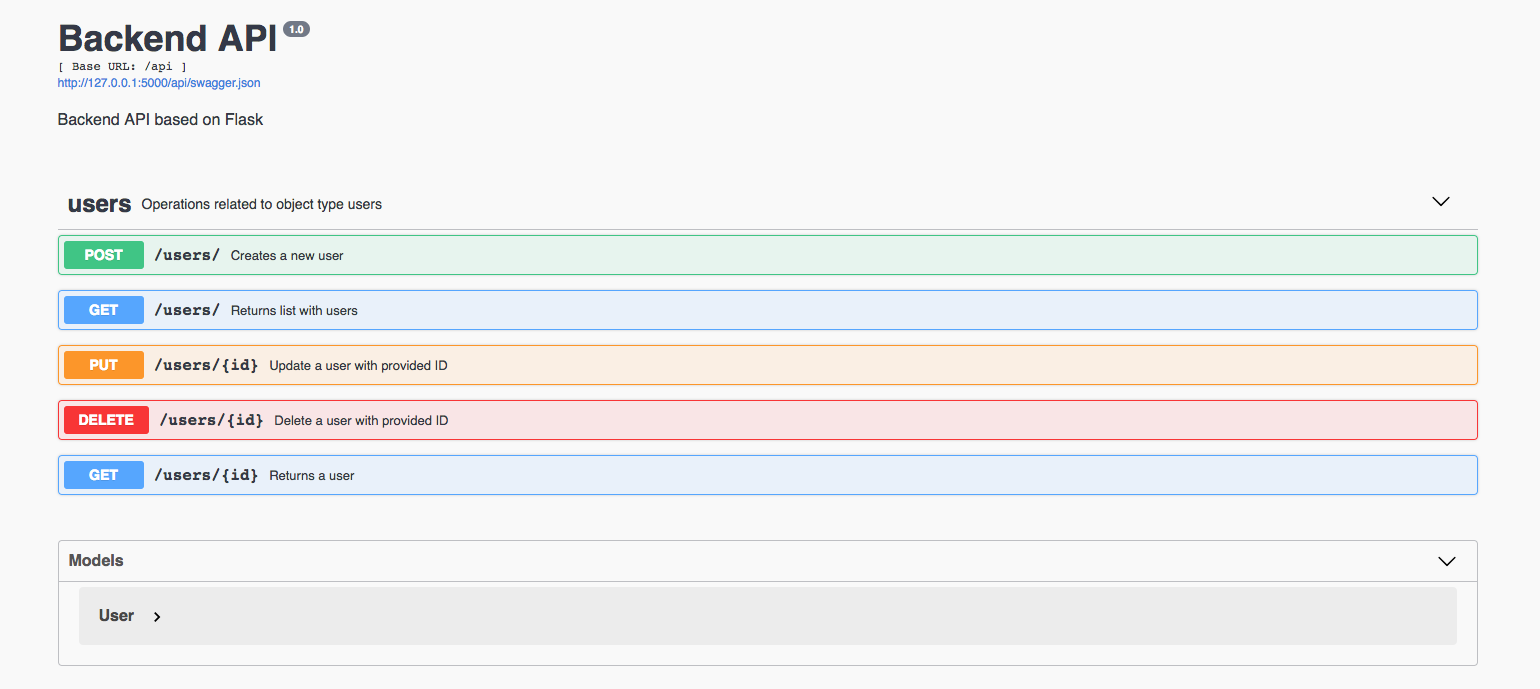 Backend API 1.0
[ Base URL: /api ]
http://127.0.0.1:5000/api/swagger.json
Backend API based on Flask
users Operations related to object type users
POST /users/ Creates a new user
GET /users/ Returns list with users
PUT /users/{id} Update a user with provided ID
DELETE /users/{id} Delete a user with provided ID
GET /users/{id} Returns a user
Models
User